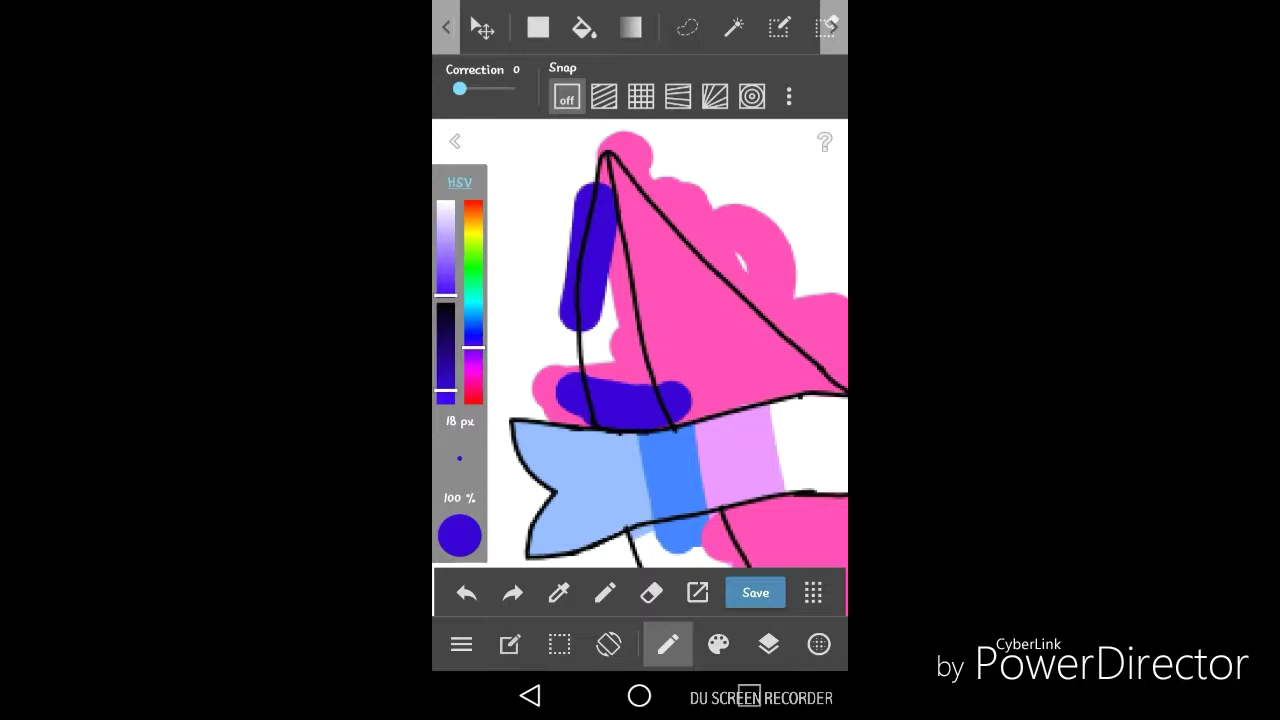 Correction 0
Snap
off
HSV
18 px
100 %
Save
CyberLink
by PowerDirector
DU SCREEN RECORDER